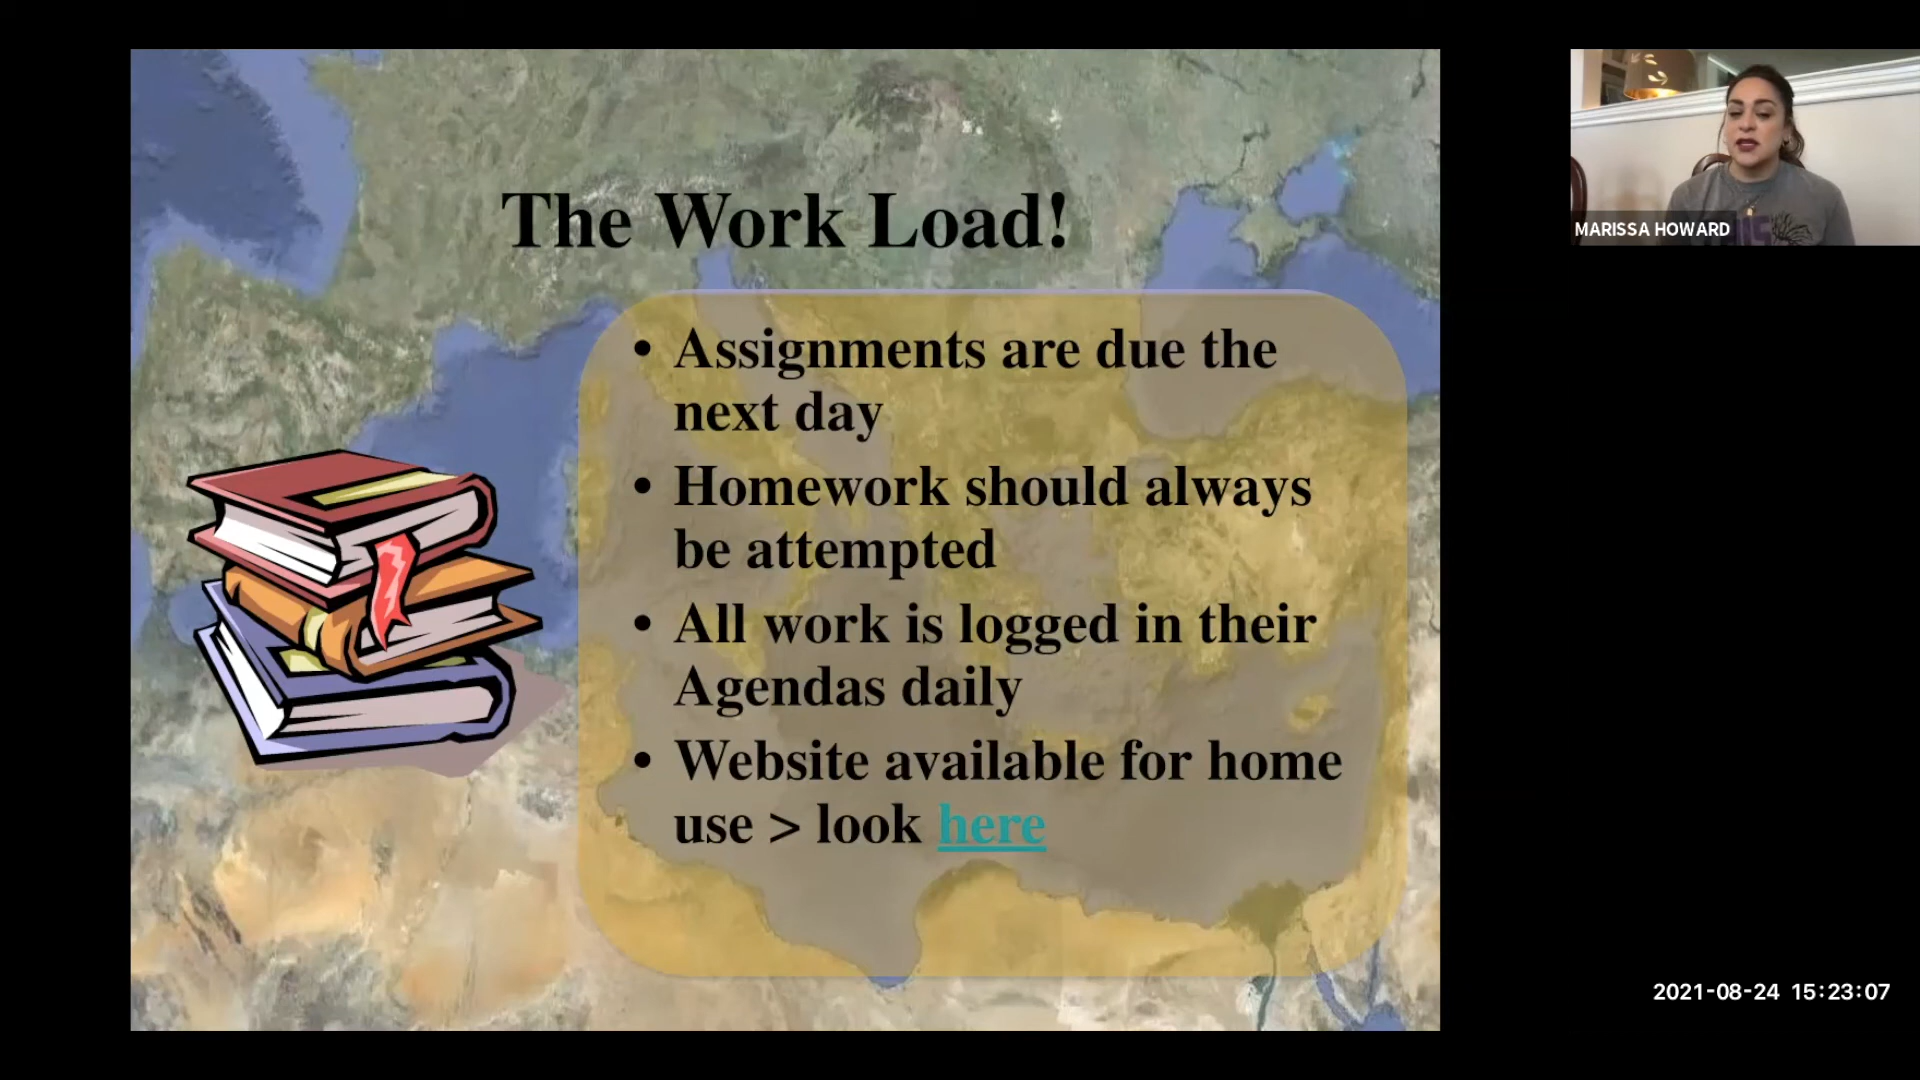 The Work Load!
• Assignments are due the
next day
• Homework should always
be attempted
• All work is logged in their
Agendas daily
• Website available for home
use > look here
MARISSA HOWARD
2021-08-24 15:23:07